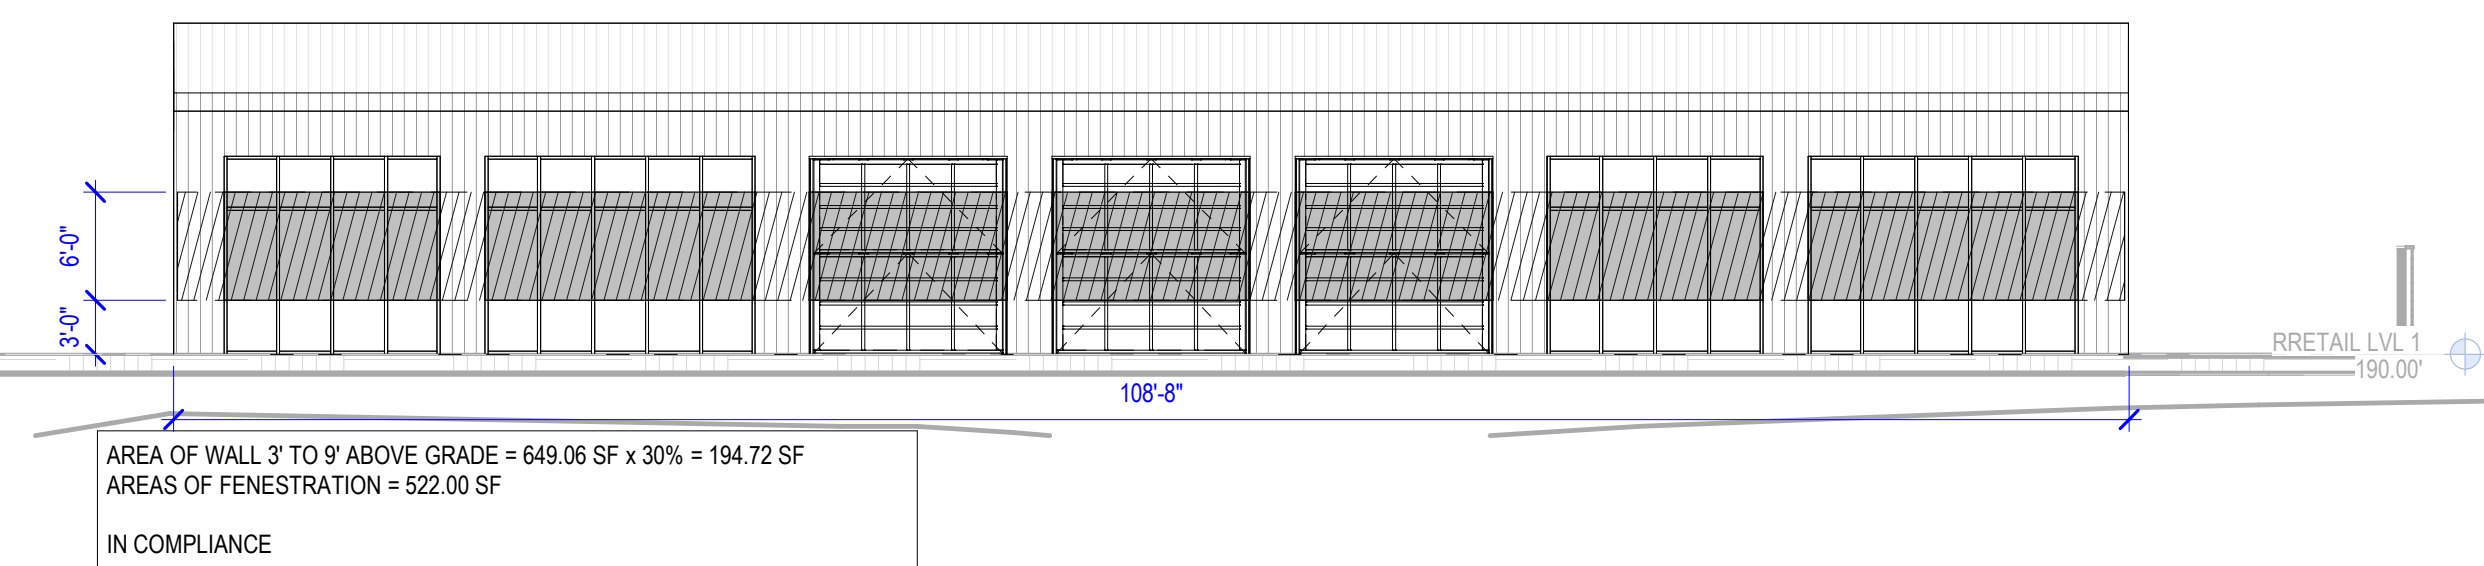 6'-0"
3'-0"
RRETAIL LVL 1
190.00'
108'-8"
AREA OF WALL 3' TO 9' ABOVE GRADE = 649.06 SF x 30% = 194.72 SF
AREAS OF FENESTRATION = 522.00 SF
IN COMPLIANCE